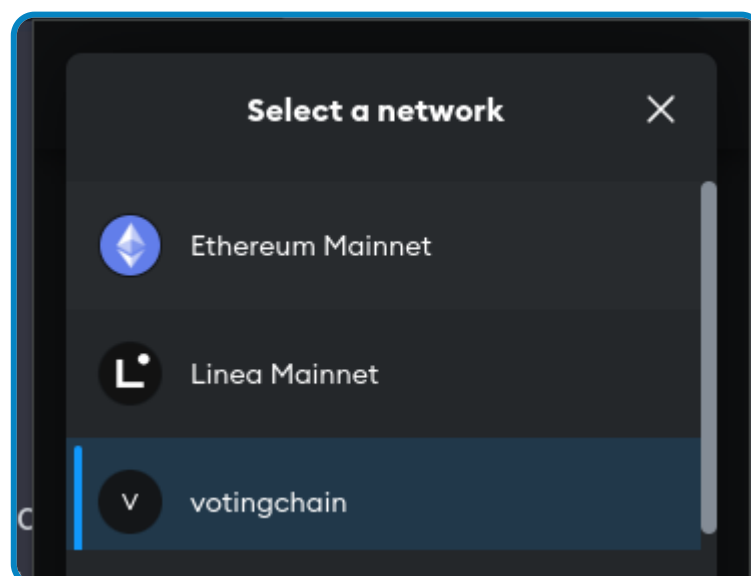 Select a network
Ethereum Mainnet
Linea Mainnet
V
votingchain